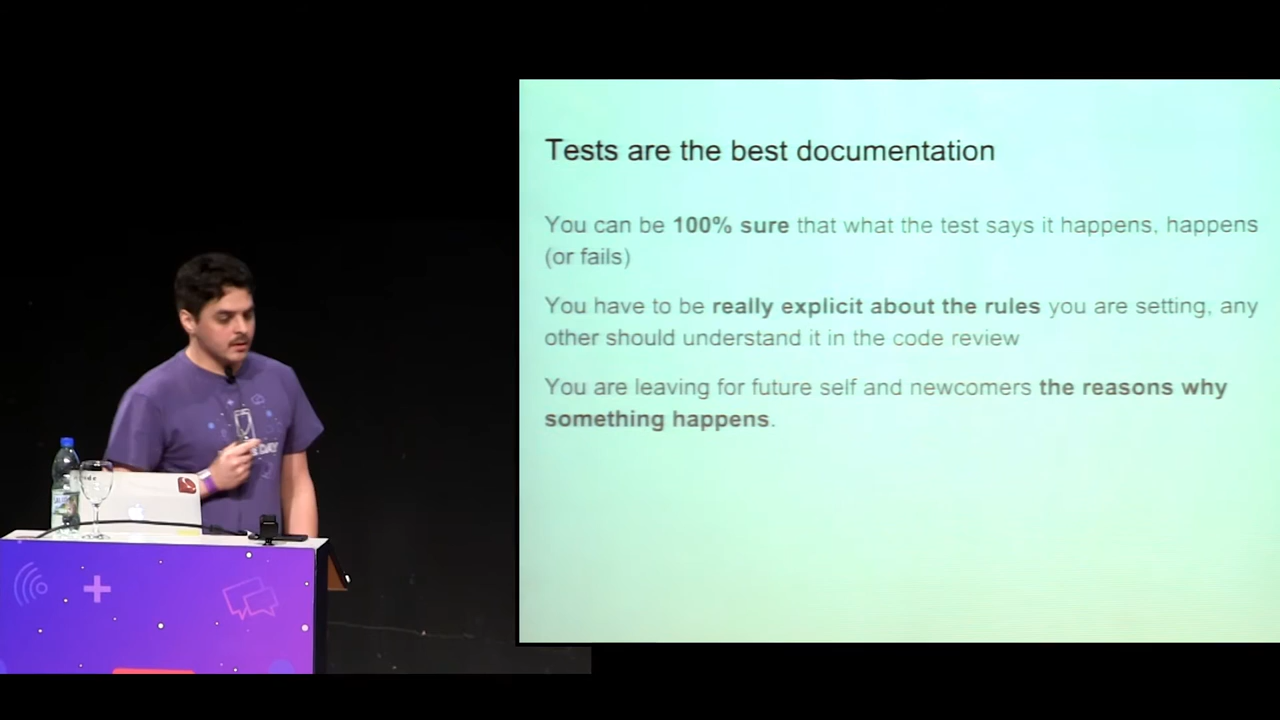 Tests are the best documentation
You can be 100% sure that what the test says it happens, happens
(or fails)
You have to be really explicit about the rules you are setting, any
other should understand it in the code review
You are leaving for future self and newcomers the reasons why
something happens.